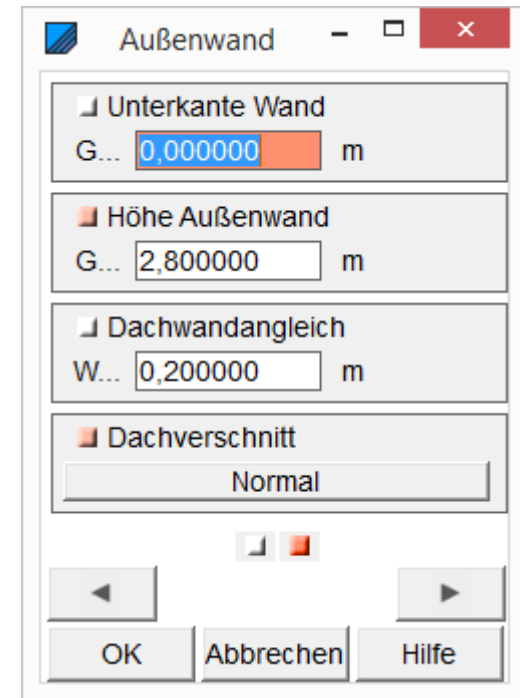 Außenwand
Unterkante Wand
G... 0,000000 m
Höhe Außenwand
G... 2,800000 m
Dachwandangleich
W... 0,200000 m
Dachverschnitt
Normal
OK Abbrechen Hilfe